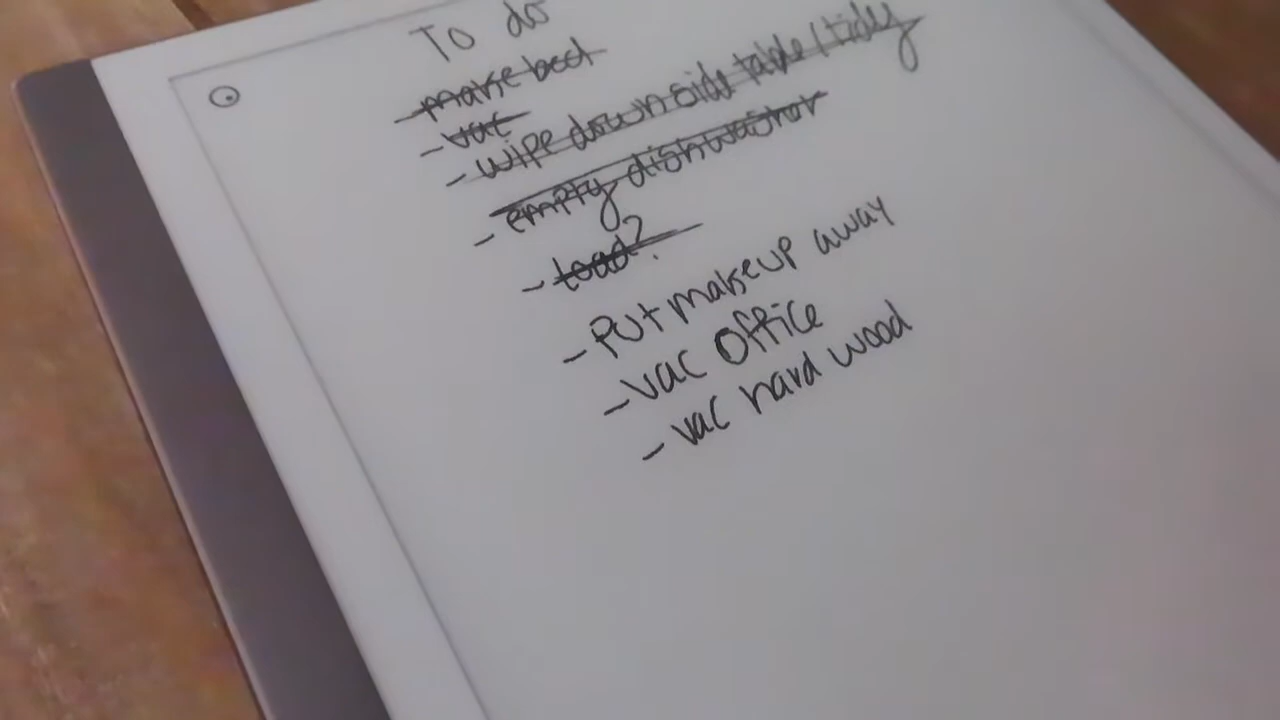 To do
- make bed
- vac
- wipe down side table / tidy
- empty dishwasher
- load?
- Put makeup away
- vac Office
- vac hard wood